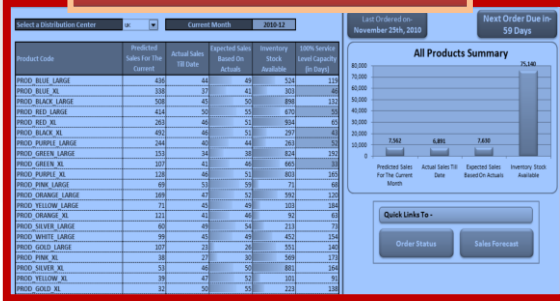 Select a Distribution Center UK Current Month 2010-12
Product Code Predicted Sales For The Current Actual Sales Till Date Expected Sales Based On Actuals Inventory Stock Available 100% Service Level Capacity (In Days)
PROD_BLUE_LARGE 436 44 49 524 119
PROD_BLUE_XL 338 37 41 303 46
PROD_BLACK_LARGE 508 45 50 898 132
PROD_RED_LARGE 414 50 55 670 55
PROD_RED_XL 263 46 51 934 65
PROD_BLACK_XL 492 46 51 297 43
PROD_PURPLE_LARGE 244 40 44 263 52
PROD_GREEN_LARGE 153 34 38 824 192
PROD_GREEN_XL 107 41 46 665 33
PROD_PURPLE_XL 128 46 51 803 165
PROD_PINK_LARGE 69 53 59 71 68
PROD_ORANGE_LARGE 169 47 52 592 120
PROD_YELLOW_LARGE 71 45 49 103 184
PROD_ORANGE_XL 121 41 46 92 63
PROD_SILVER_LARGE 60 49 54 213 73
PROD_WHITE_LARGE 99 45 49 452 154
PROD_GOLD_LARGE 107 23 26 551 140
PROD_PINK_XL 38 27 30 569 173
PROD_SILVER_XL 53 46 50 881 164
PROD_YELLOW_XL 39 47 52 101 91
PROD_GOLD_XL 32 50 55 223 138
Last Ordered on-
November 25th, 2010
Next Order Due in-
59 Days
All Products Summary
80,000
70,000
60,000
50,000
40,000
30,000
20,000
10,000
0
7,562 6,891 7,630 75,140
Predicted Sales For The Current Month
Actual Sales Till Date
Expected Sales Based On Actuals
Inventory Stock Available
Quick Links To -
Order Status Sales Forecast